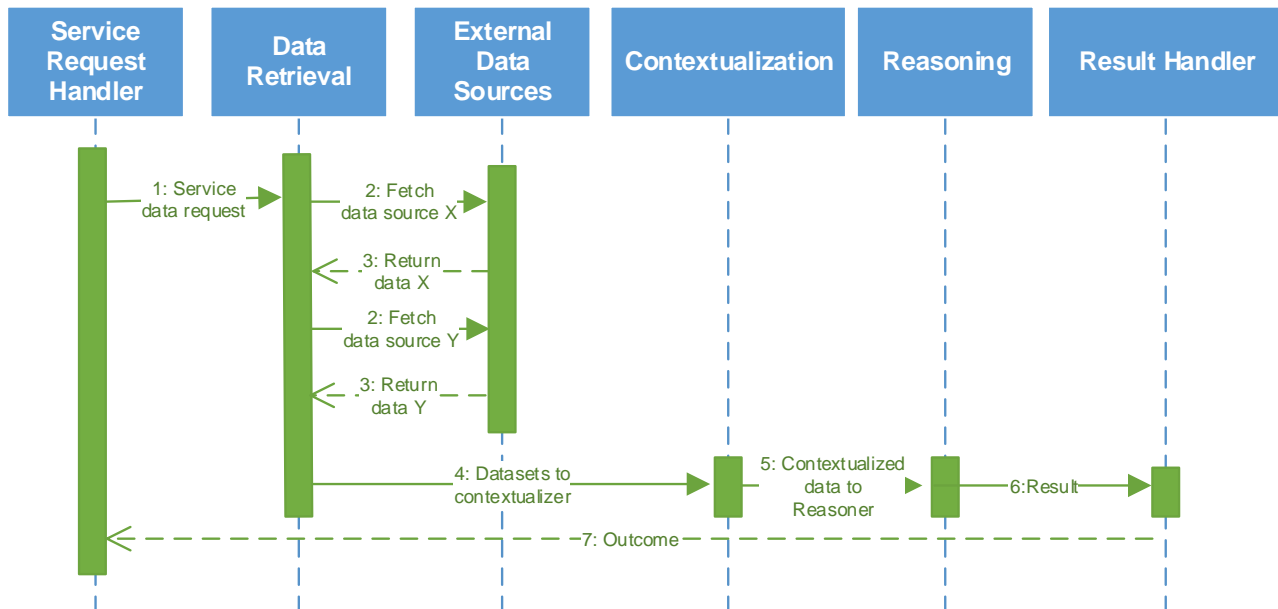 Service
Request
Handler
Data
Retrieval
External
Data
Sources
Contextualization
Reasoning
Result Handler
1: Service
data request
2: Fetch
data source X
3: Return
data X
2: Fetch
data source Y
3: Return
data Y
4: Datasets to
contextualizer
5: Contextualized
data to
Reasoner
6:Result
7: Outcome